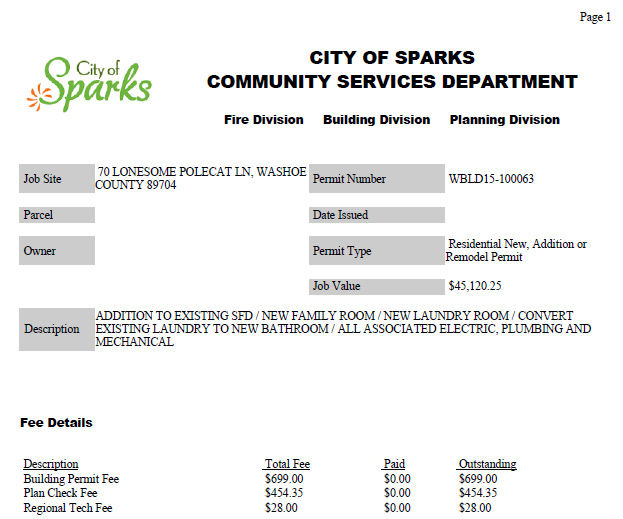 Page 1
City of
Sparks
CITY OF SPARKS
COMMUNITY SERVICES DEPARTMENT
Fire Division Building Division Planning Division
Job Site 70 LONESOME POLECAT LN, WASHOE COUNTY 89704 Permit Number WBLD15-100063
Parcel Date Issued
Owner Permit Type Residential New, Addition or Remodel Permit
Job Value $45,120.25
Description ADDITION TO EXISTING SFD / NEW FAMILY ROOM / NEW LAUNDRY ROOM / CONVERT
EXISTING LAUNDRY TO NEW BATHROOM / ALL ASSOCIATED ELECTRIC, PLUMBING AND
MECHANICAL
Fee Details
Description Total Fee Paid Outstanding
Building Permit Fee $699.00 $0.00 $699.00
Plan Check Fee $454.35 $0.00 $454.35
Regional Tech Fee $28.00 $0.00 $28.00